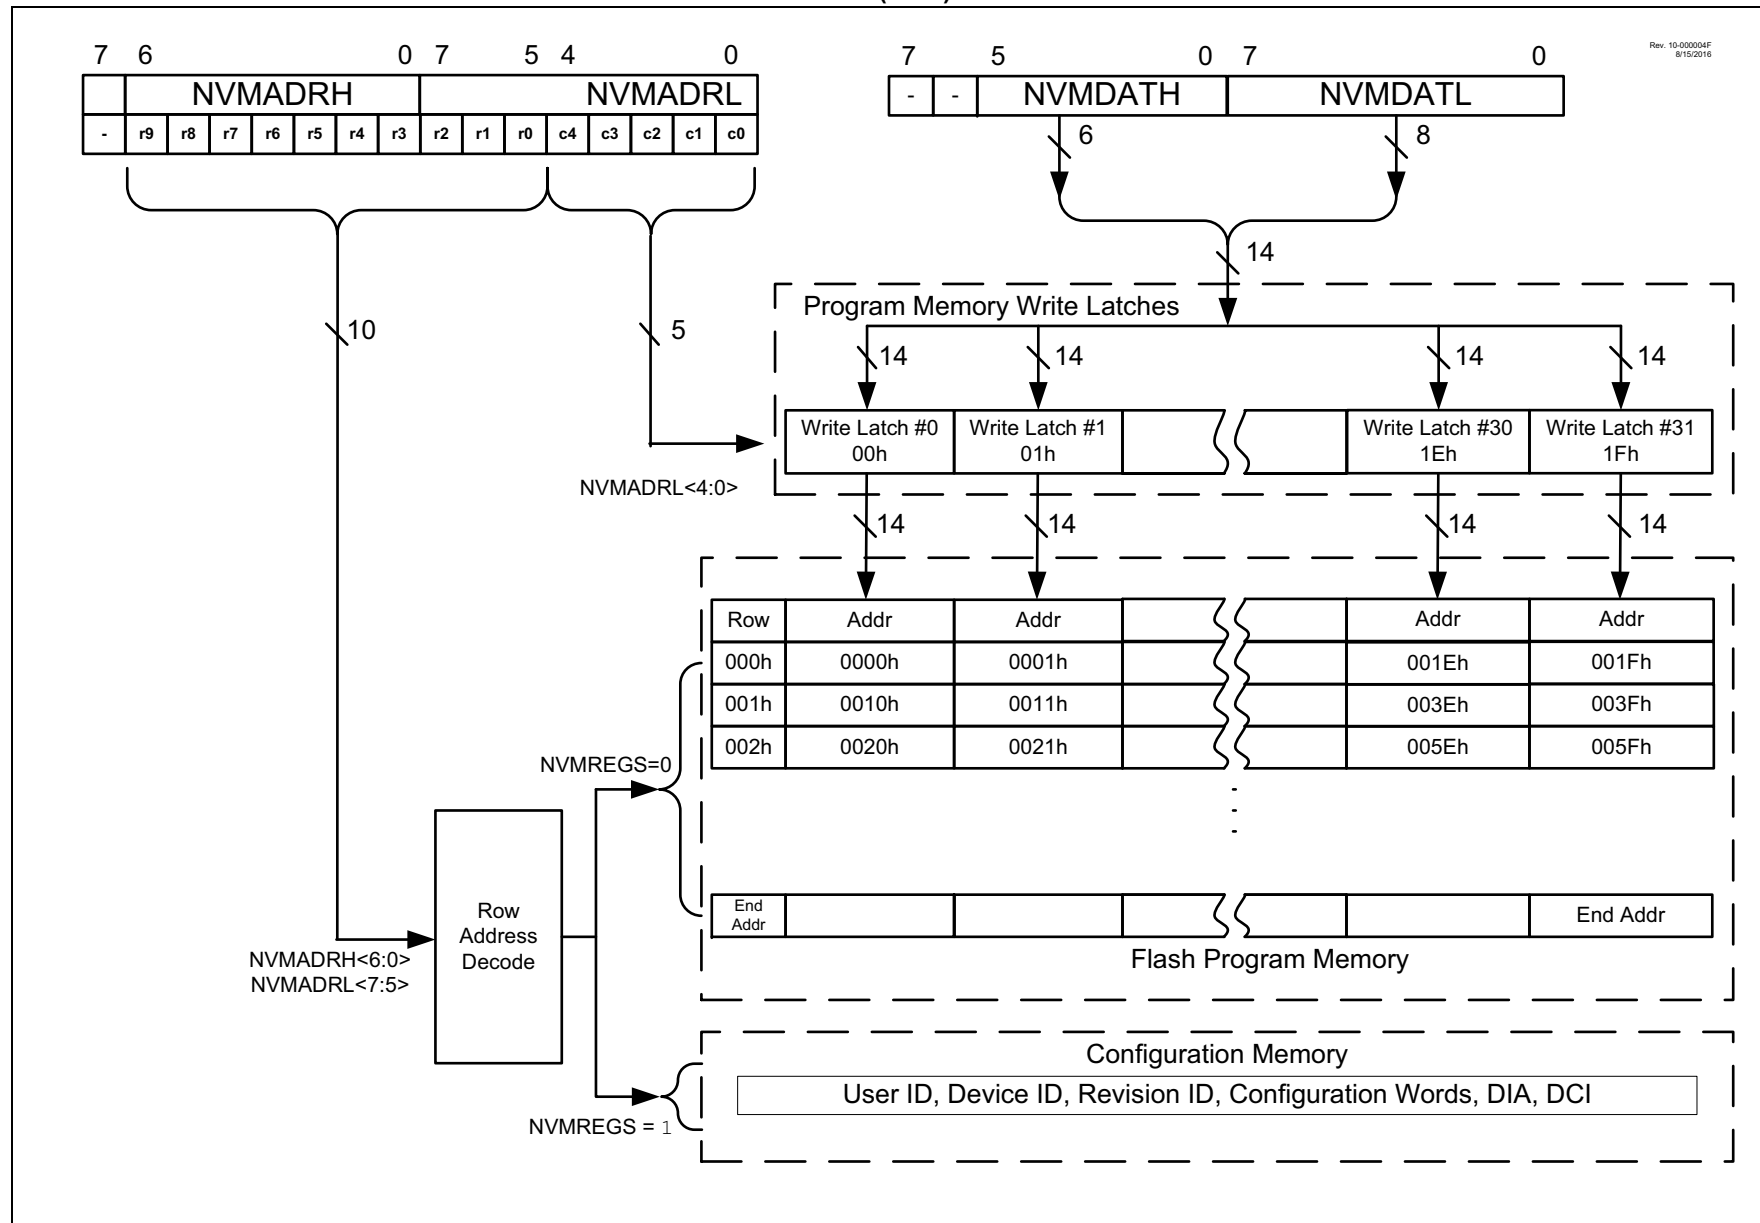 Rev. 10-000004F
8/15/2016
7 6 0 7 5 4 0
7 5 0 7 0
NVMADRH NVMADRL
- - NVMDATH NVMDATL
- r9 r8 r7 r6 r5 r4 r3 r2 r1 r0 c4 c3 c2 c1 c0
6 8
14
Program Memory Write Latches
10 5
14 14 14 14
Write Latch #0 Write Latch #1 Write Latch #30 Write Latch #31
00h 01h 1Eh 1Fh
NVMADRL<4:0>
14 14 14 14
Row Addr Addr Addr Addr
000h 0000h 0001h 001Eh 001Fh
001h 0010h 0011h 003Eh 003Fh
002h 0020h 0021h 005Eh 005Fh
NVMREGS=0
End
Addr
End Addr
Row
Address
Decode
NVMADRH<6:0>
NVMADRL<7:5>
Flash Program Memory
Configuration Memory
User ID, Device ID, Revision ID, Configuration Words, DIA, DCI
NVMREGS = 1